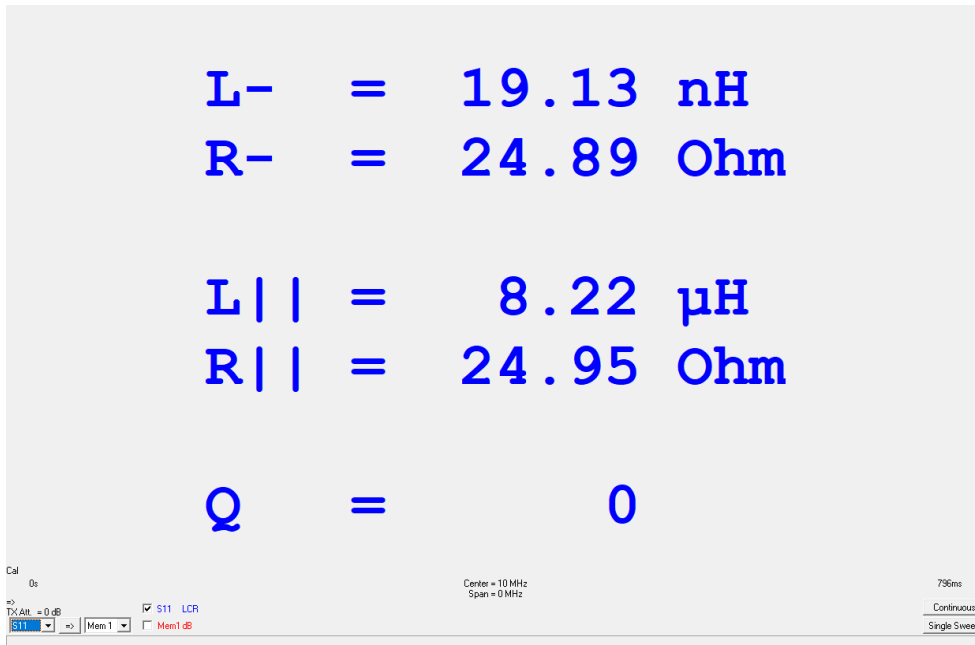 L- = 19.13 nH
R- = 24.89 Ohm
L|| = 8.22 µH
R|| = 24.95 Ohm
Q = 0
Cal
0s Center = 10 MHz 796ms
Span = 0 MHz
=>
TX Att. = 0 dB S11 LCR Continuous
S11 => Mem 1 Mem1 dB Single Swee